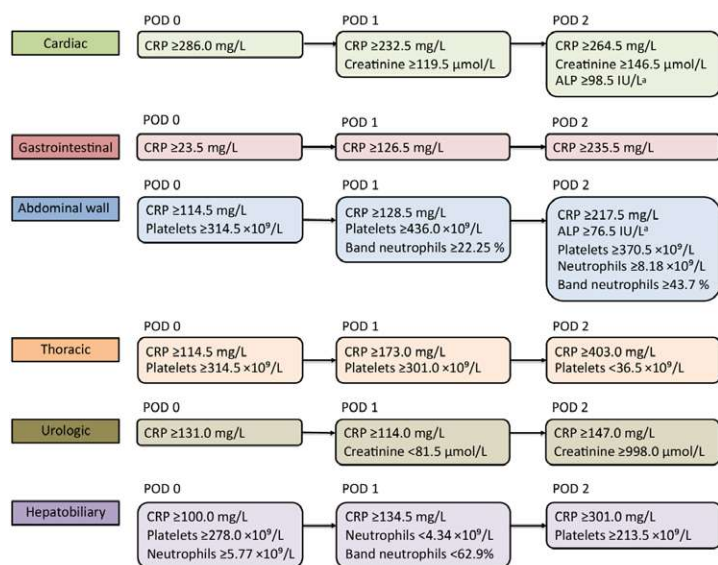 POD 0
POD 1
POD 2
Cardiac
CRP ≥286.0 mg/L
CRP ≥232.5 mg/L
Creatinine ≥119.5 μmol/L
CRP ≥264.5 mg/L
Creatinine ≥146.5 μmol/L
ALP ≥98.5 IU/Lᵃ
POD 0
POD 1
POD 2
Gastrointestinal
CRP ≥23.5 mg/L
CRP ≥126.5 mg/L
CRP ≥235.5 mg/L
POD 0
POD 1
POD 2
Abdominal wall
CRP ≥114.5 mg/L
Platelets ≥314.5 ×10⁹/L
CRP ≥128.5 mg/L
Platelets ≥436.0 ×10⁹/L
Band neutrophils ≥22.25 %
CRP ≥217.5 mg/L
ALP ≥76.5 IU/Lᵃ
Platelets ≥370.5 ×10⁹/L
Neutrophils ≥8.18 ×10⁹/L
Band neutrophils ≥43.7 %
POD 0
POD 1
POD 2
Thoracic
CRP ≥114.5 mg/L
Platelets ≥314.5 ×10⁹/L
CRP ≥173.0 mg/L
Platelets ≥301.0 ×10⁹/L
CRP ≥403.0 mg/L
Platelets <36.5 ×10⁹/L
POD 0
POD 1
POD 2
Urologic
CRP ≥131.0 mg/L
CRP ≥114.0 mg/L
Creatinine <81.5 μmol/L
CRP ≥147.0 mg/L
Creatinine ≥998.0 μmol/L
POD 0
POD 1
POD 2
Hepatobiliary
CRP ≥100.0 mg/L
Platelets ≥278.0 ×10⁹/L
Neutrophils ≥5.77 ×10⁹/L
CRP ≥134.5 mg/L
Neutrophils <4.34 ×10⁹/L
Band neutrophils <62.9%
CRP ≥301.0 mg/L
Platelets ≥213.5 ×10⁹/L